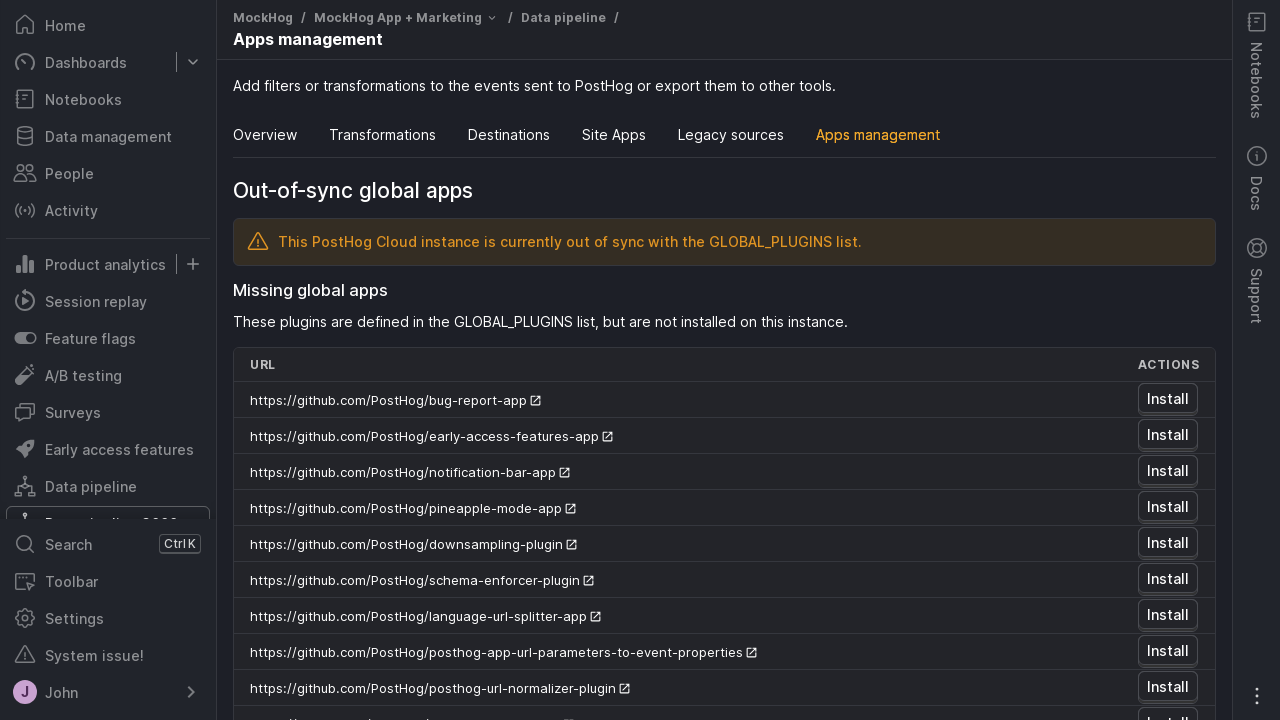 Home
Dashboards
Notebooks
Data management
People
Activity
Product analytics
Session replay
Feature flags
A/B testing
Surveys
Early access features
Data pipeline
Search Ctrl K
Toolbar
Settings
System issue!
J John
MockHog / MockHog App + Marketing / Data pipeline /
Apps management
Add filters or transformations to the events sent to PostHog or export them to other tools.
Overview Transformations Destinations Site Apps Legacy sources Apps management
Out-of-sync global apps
This PostHog Cloud instance is currently out of sync with the GLOBAL_PLUGINS list.
Missing global apps
These plugins are defined in the GLOBAL_PLUGINS list, but are not installed on this instance.
URL ACTIONS
https://github.com/PostHog/bug-report-app Install
https://github.com/PostHog/early-access-features-app Install
https://github.com/PostHog/notification-bar-app Install
https://github.com/PostHog/pineapple-mode-app Install
https://github.com/PostHog/downsampling-plugin Install
https://github.com/PostHog/schema-enforcer-plugin Install
https://github.com/PostHog/language-url-splitter-app Install
https://github.com/PostHog/posthog-app-url-parameters-to-event-properties Install
https://github.com/PostHog/posthog-url-normalizer-plugin Install
Install
Notebooks
Docs
Support